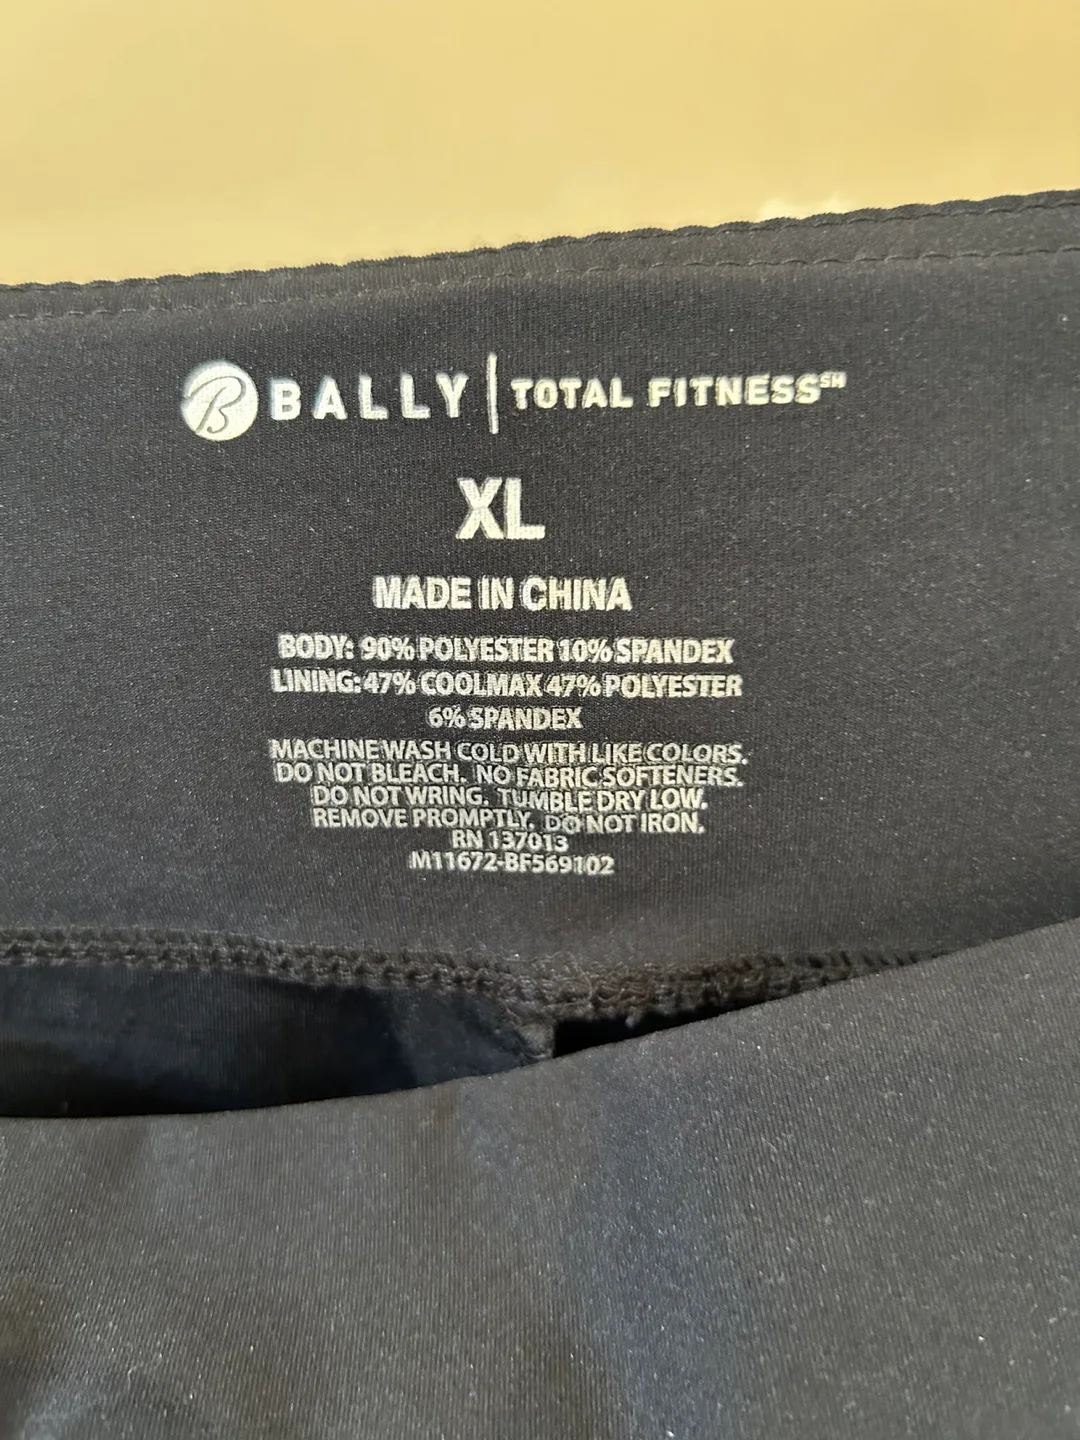 B BALLY | TOTAL FITNESS℠
XL
MADE IN CHINA
BODY: 90% POLYESTER 10% SPANDEX
LINING: 47% COOLMAX 47% POLYESTER
6% SPANDEX
MACHINE WASH COLD WITH LIKE COLORS.
DO NOT BLEACH. NO FABRIC SOFTENERS.
DO NOT WRING. TUMBLE DRY LOW.
REMOVE PROMPTLY. DO NOT IRON.
RN 137013
M11672-BF569102